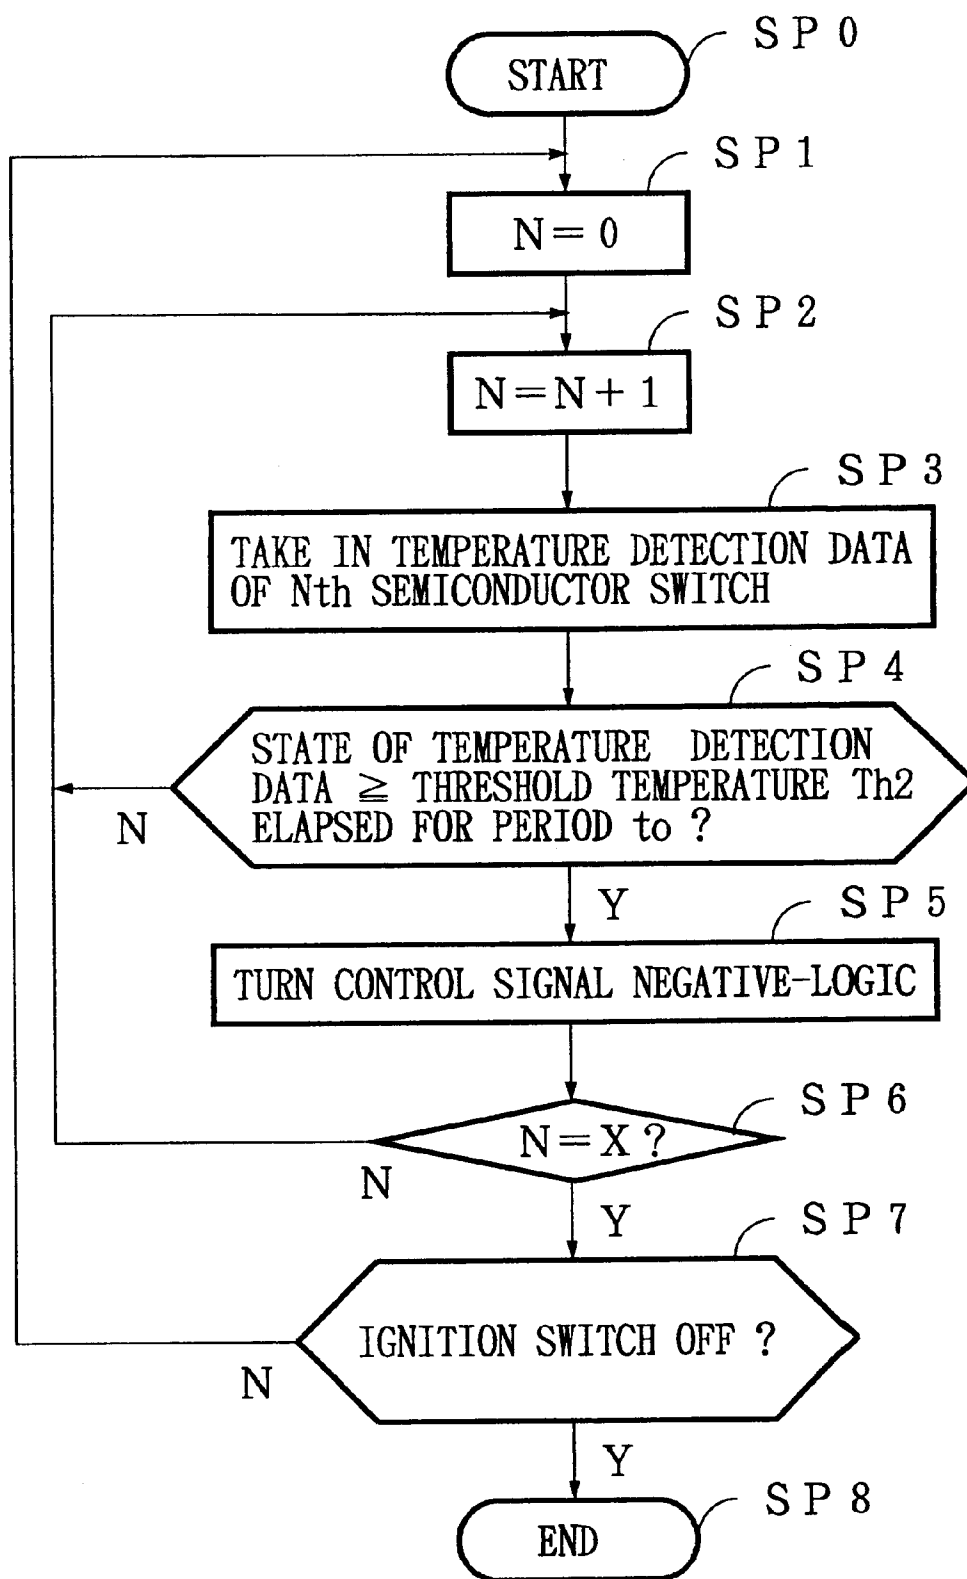 SP0
START
SP1
N=0
SP2
N=N+1
SP3
TAKE IN TEMPERATURE DETECTION DATA
OF Nth SEMICONDUCTOR SWITCH
SP4
STATE OF TEMPERATURE DETECTION
DATA ≧ THRESHOLD TEMPERATURE Th2
ELAPSED FOR PERIOD to ?
N
Y
SP5
TURN CONTROL SIGNAL NEGATIVE-LOGIC
SP6
N=X ?
N
Y
SP7
IGNITION SWITCH OFF ?
N
Y
SP8
END